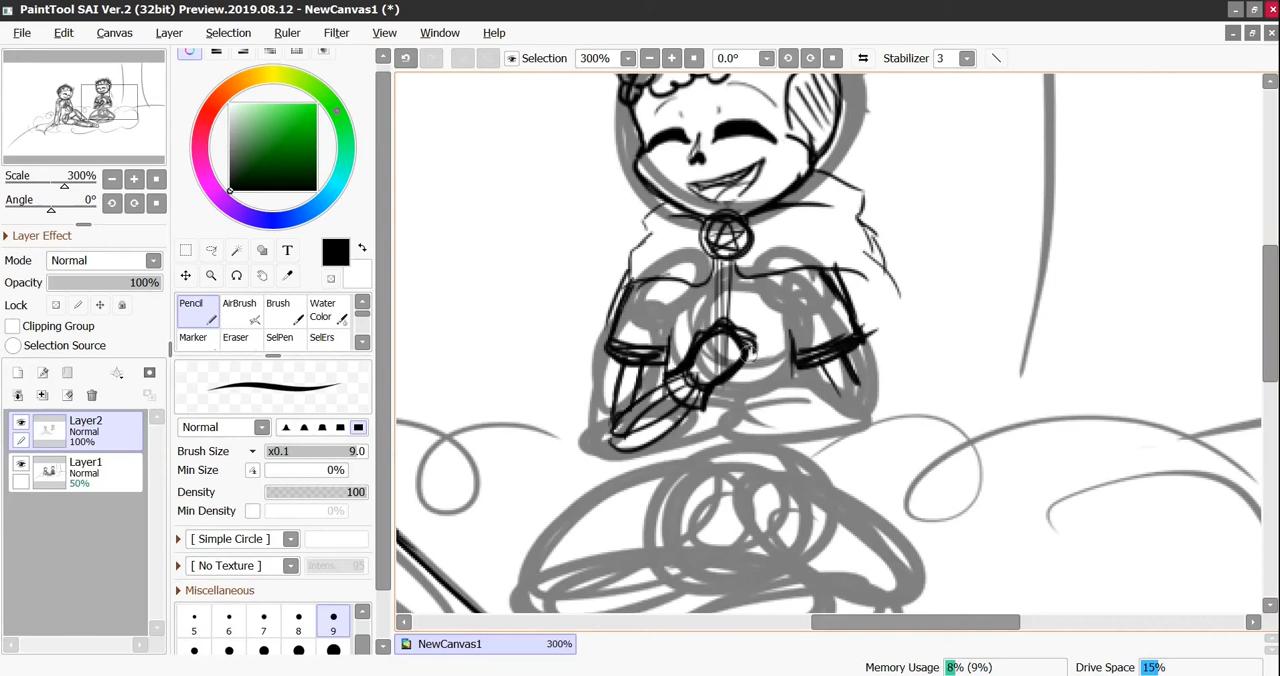 PaintTool SAI Ver.2 (32bit) Preview.2019.08.12 - NewCanvas1 (*)
File Edit Canvas Layer Selection Ruler Filter View Window Help
Selection 300% 0.0° Stabilizer 3
Scale 300%
Angle 0°
Layer Effect
Mode Normal
Opacity 100%
Lock
Clipping Group
Selection Source
Layer2
Normal
100%
Layer1
Normal
50%
T
Pencil AirBrush Brush Water Color
Marker Eraser SelPen SelErs
Normal
Brush Size x0.1 9.0
Min Size 0%
Density 100
Min Density 0%
[ Simple Circle ]
[ No Texture ] Intens. 95
Miscellaneous
5 6 7 8 9
NewCanvas1 300%
Memory Usage 8% (9%) Drive Space 15%